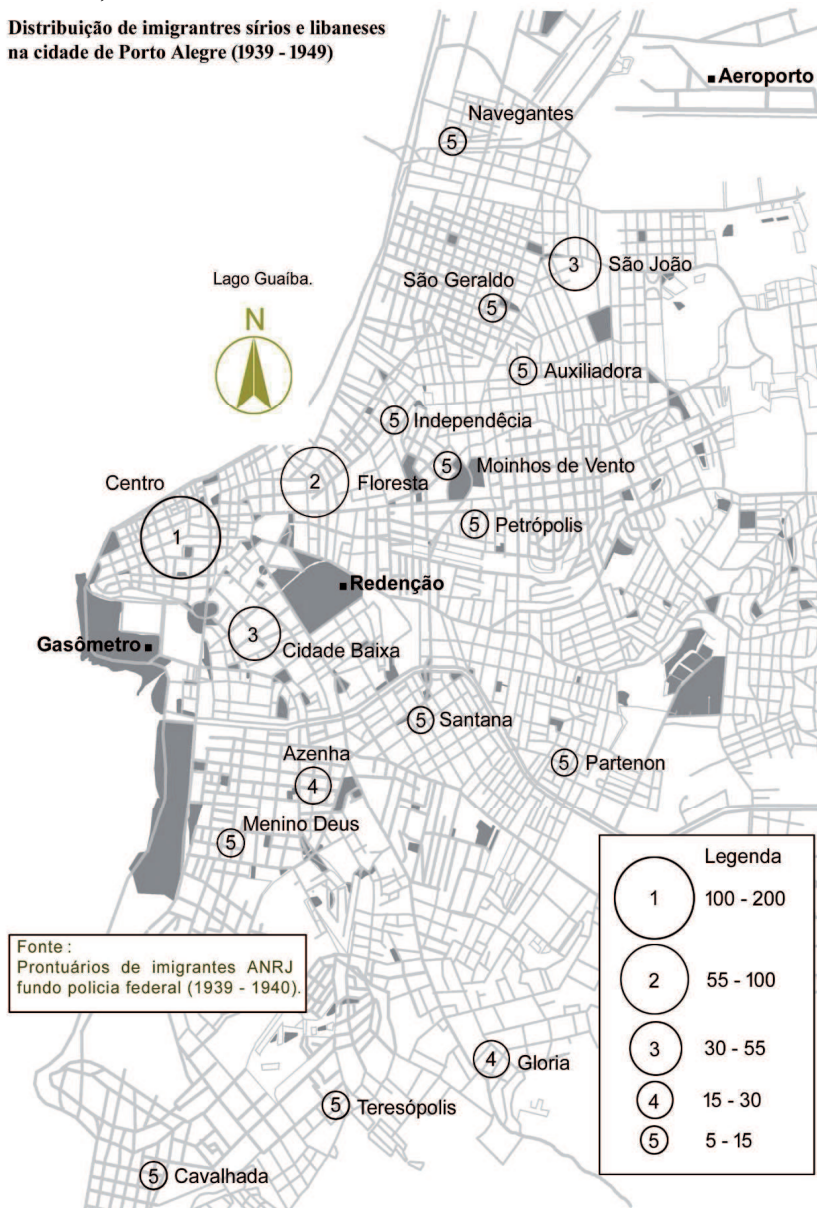 Distribuição de imigrantres sírios e libaneses
na cidade de Porto Alegre (1939 - 1949)
Aeroporto
Navegantes
5
3 São João
São Geraldo
5
Lago Guaíba.
N
5 Auxiliadora
5 Independêcia
Centro
2 Floresta
5 Moinhos de Vento
5 Petrópolis
1
Redenção
3
Cidade Baixa
Gasômetro
5 Santana
Azenha
4
5 Partenon
Menino Deus
5
Legenda
1 100 - 200
2 55 - 100
3 30 - 55
4 15 - 30
5 5 - 15
Fonte :
Prontuários de imigrantes ANRJ
fundo policia federal (1939 - 1940).
4 Gloria
5 Teresópolis
5 Cavalhada